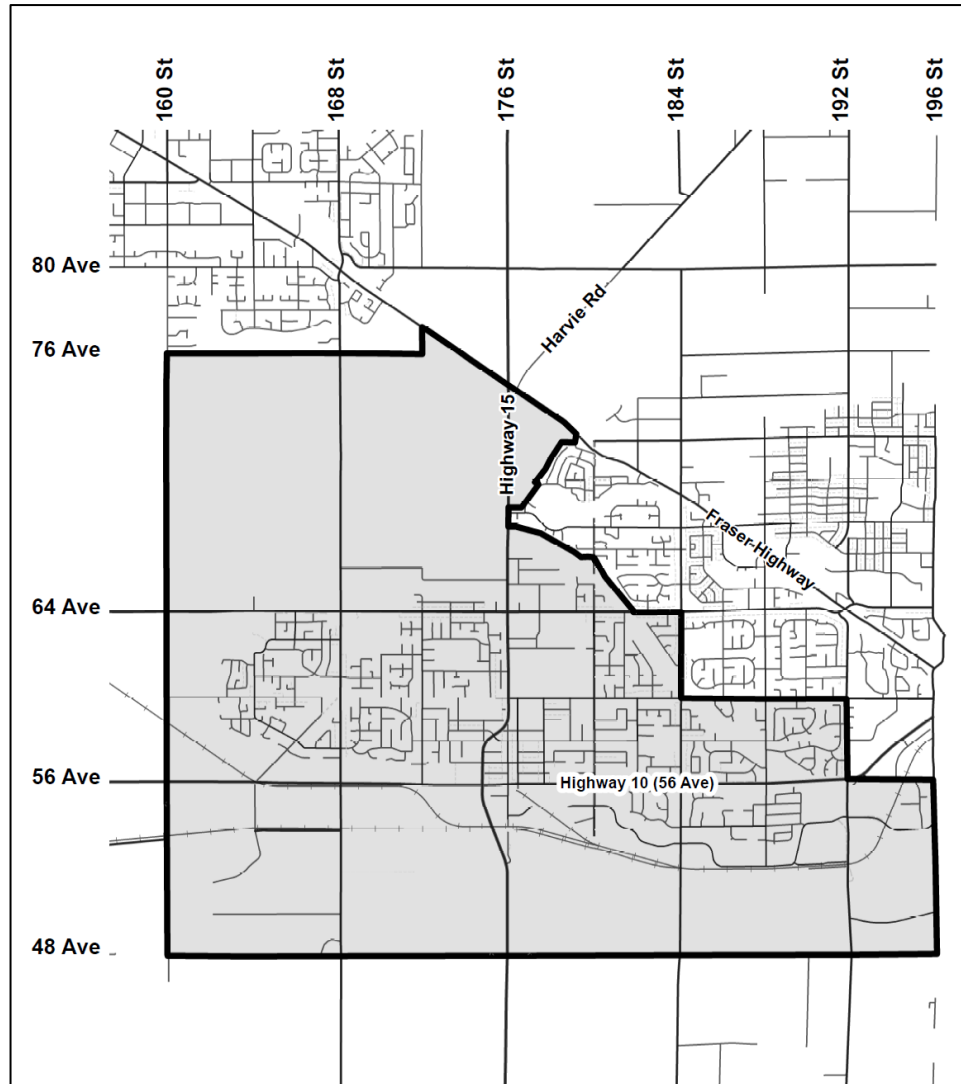 160 St
168 St
176 St
184 St
192 St
196 St
80 Ave
Harvie Rd
76 Ave
Highway 15
Fraser Highway
64 Ave
56 Ave
Highway 10 (56 Ave)
48 Ave